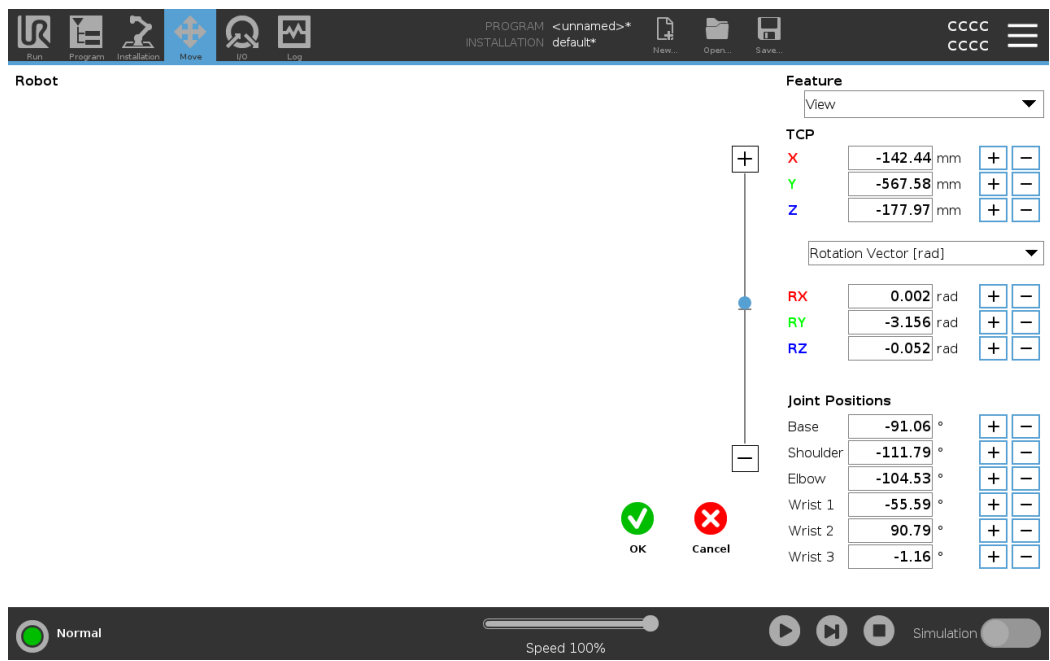 PROGRAM <unnamed>*
INSTALLATION default*
CCCC
CCCC
Run
Program
Installation
Move
I/O
Log
New...
Open...
Save...
Robot
Feature
View
TCP
X -142.44 mm + −
Y -567.58 mm + −
Z -177.97 mm + −
Rotation Vector [rad]
RX 0.002 rad + −
RY -3.156 rad + −
RZ -0.052 rad + −
Joint Positions
Base -91.06 ° + −
Shoulder -111.79 ° + −
Elbow -104.53 ° + −
Wrist 1 -55.59 ° + −
Wrist 2 90.79 ° + −
Wrist 3 -1.16 ° + −
OK
Cancel
Normal
Speed 100%
Simulation